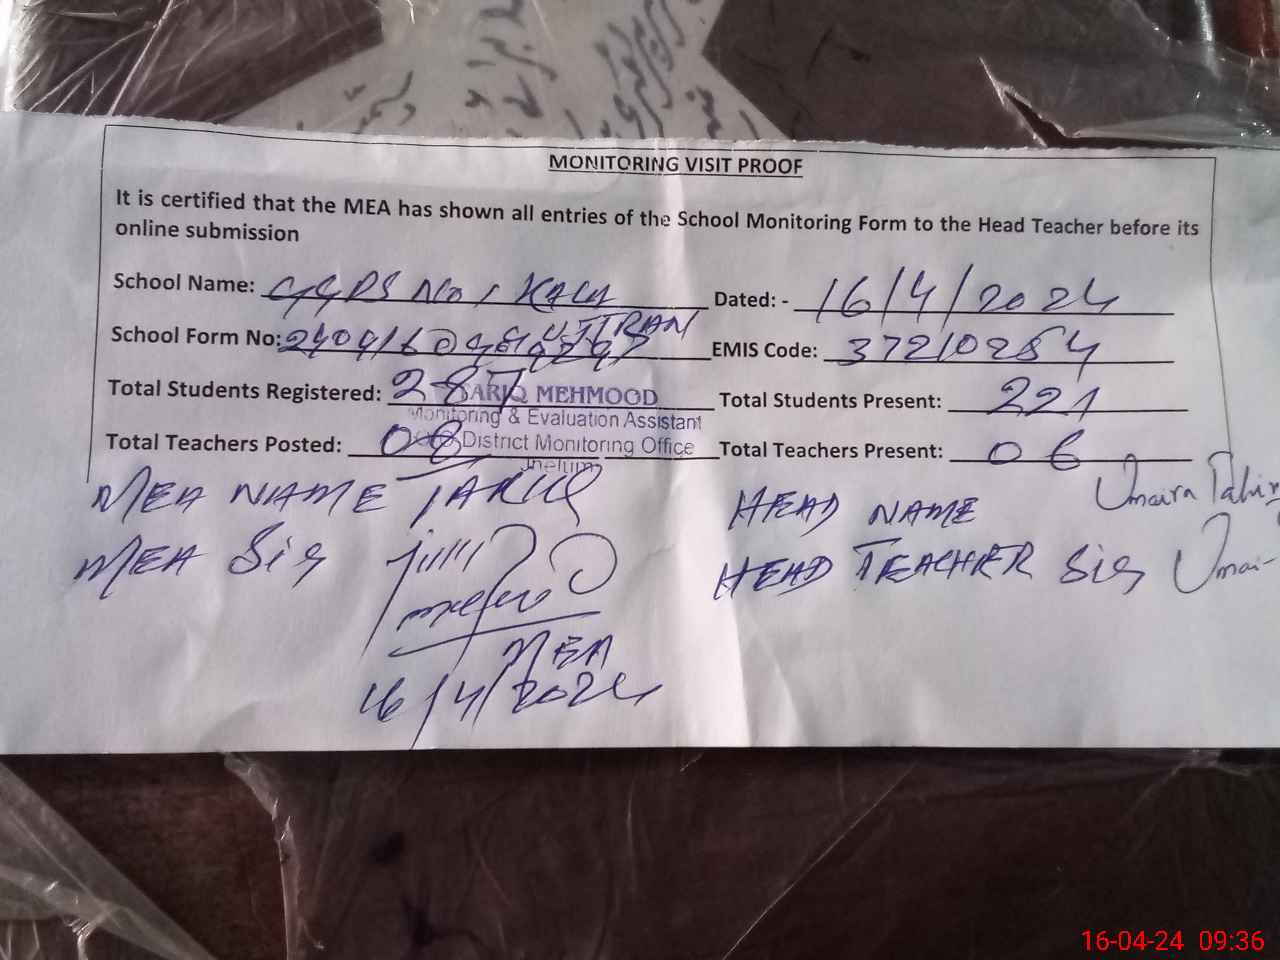 MONITORING VISIT PROOF
It is certified that the MEA has shown all entries of the School Monitoring Form to the Head Teacher before its
online submission
School Name: GGPS No 1 KALA Dated: - 16/4/2024
UJJRAN
School Form No: EMIS Code: 37210284
Total Students Registered: 287 Total Students Present: 221
TARIQ MEHMOOD
Monitoring & Evaluation Assistant
District Monitoring Office
Jhelum
Total Teachers Posted: 08 Total Teachers Present: 06
MEA NAME TARIQ HEAD NAME Umaira Tahir
MEA Sig HEAD TEACHER Sig Umai-
MEA
16/4/2024
16-04-24 09:36